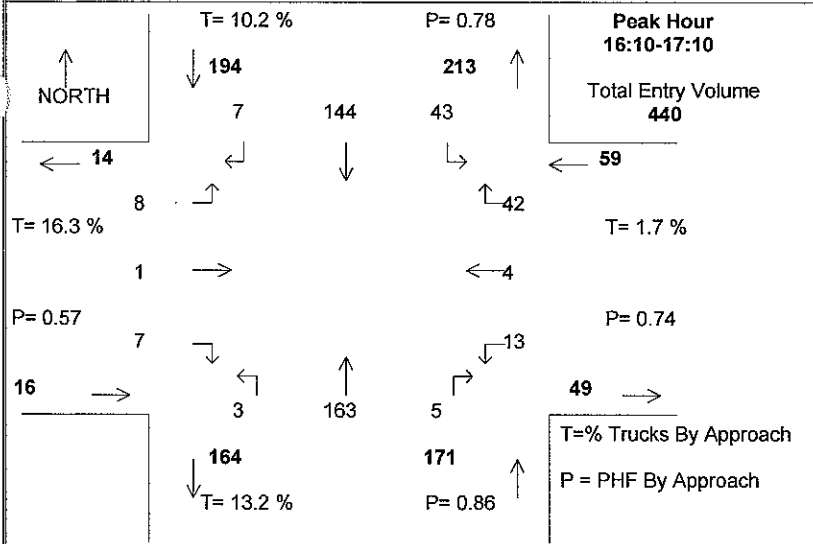 T= 10.2 % P= 0.78 Peak Hour
16:10-17:10
194 213
NORTH Total Entry Volume
7 144 43 440
14 59
8 42
T= 16.3 % T= 1.7 %
1 4
P= 0.57 P= 0.74
7 13
16 49
3 163 5
T=% Trucks By Approach
164 171
P = PHF By Approach
T= 13.2 % P= 0.86